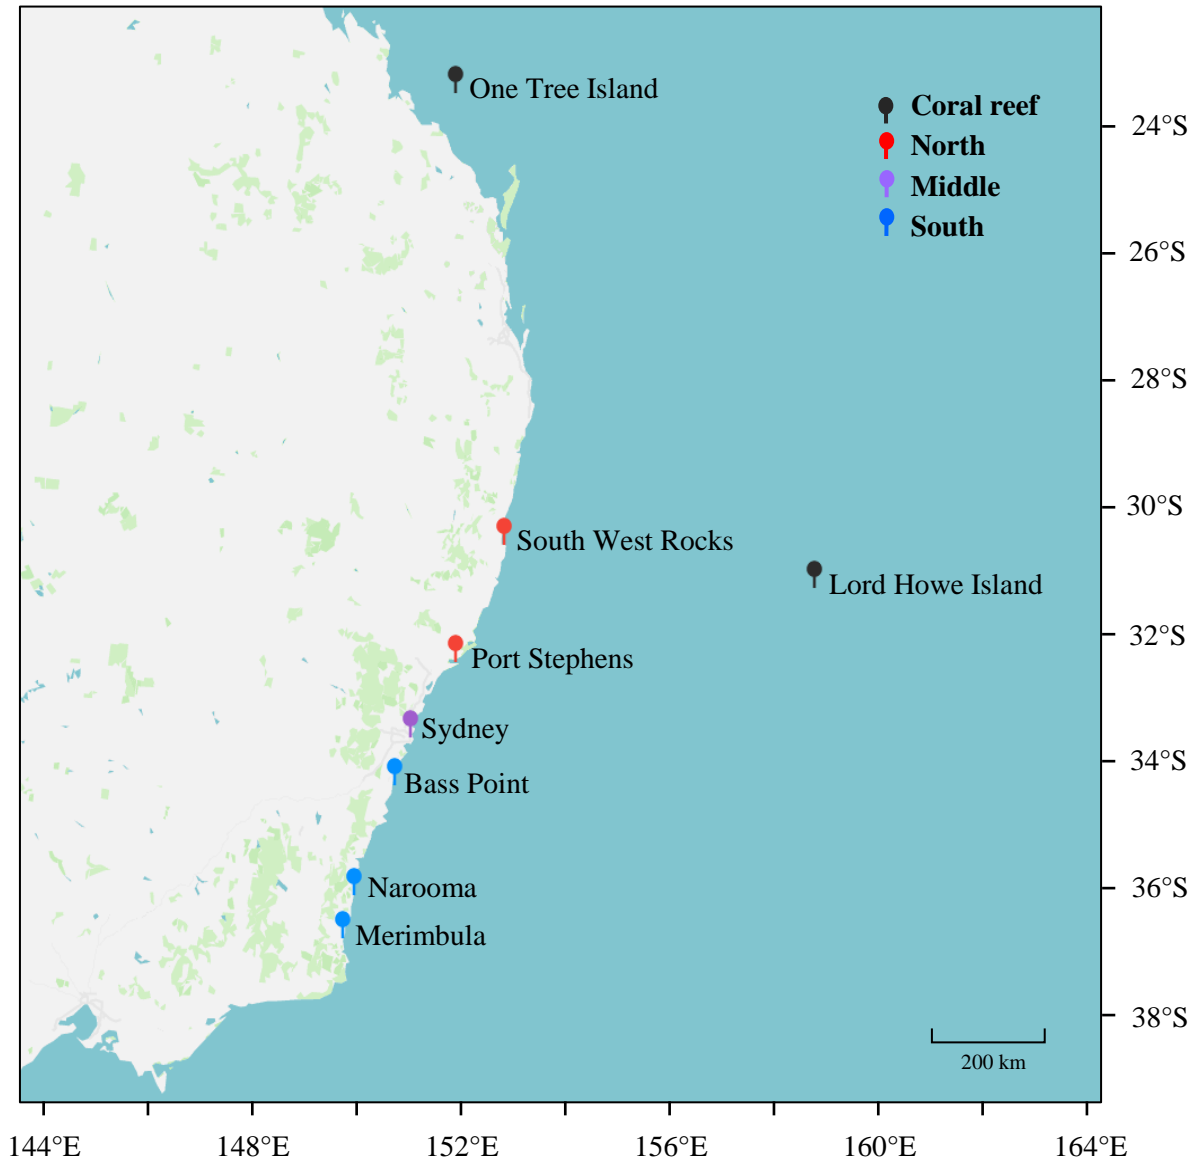 One Tree Island
Coral reef
North
Middle
South
24°S
26°S
28°S
30°S
32°S
34°S
36°S
38°S
South West Rocks
Lord Howe Island
Port Stephens
Sydney
Bass Point
Narooma
Merimbula
200 km
144°E
148°E
152°E
156°E
160°E
164°E